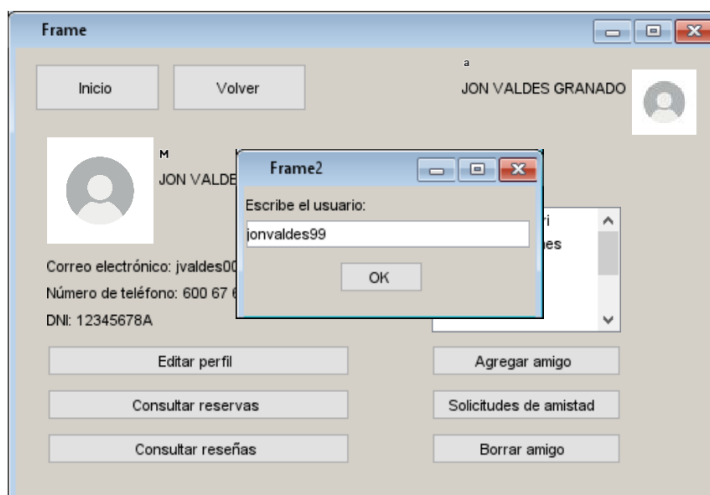 Frame
Inicio
Volver
a
JON VALDES GRANADO
M
JON VALDE
Frame2
Escribe el usuario:
jonvaldes99
OK
Correo electrónico: jvaldes00
Número de teléfono: 600 67
DNI: 12345678A
Editar perfil
Agregar amigo
Consultar reservas
Solicitudes de amistad
Consultar reseñas
Borrar amigo